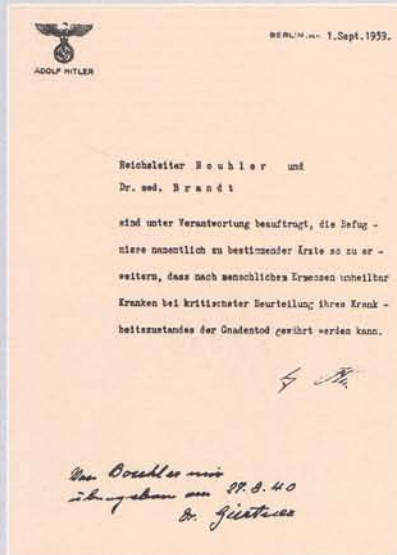 ADOLF HITLER
BERLIN, 1. Sept. 1939.
Reichsleiter B o u h l e r und
Dr. med. B r a n d t
sind unter Verantwortung beauftragt, die Befug -
nisse namentlich zu bestimmender Ärzte so zu er -
weitern, dass nach menschlichem Ermessen unheilbar
Kranken bei kritischster Beurteilung ihres Krank -
heitszustandes der Gnadentod gewährt werden kann.
Von Bouhler mir
übergeben am 27.8.40
Dr. Gürtner